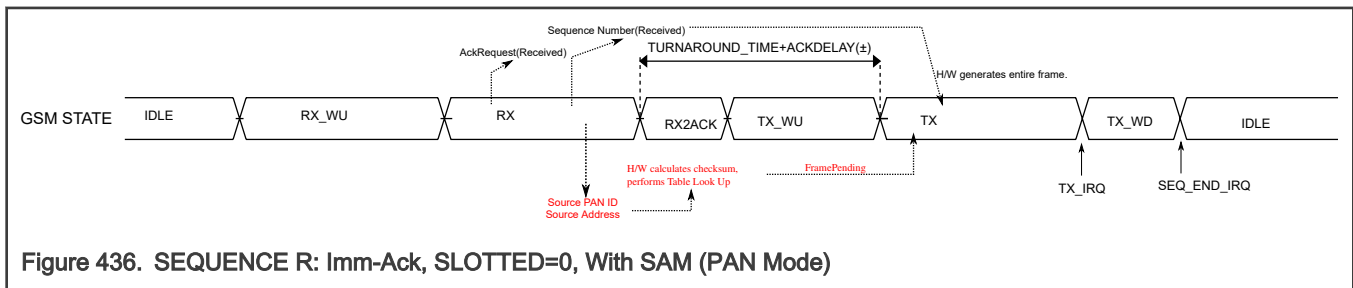 Sequence Number(Received)
AckRequest(Received)
TURNAROUND_TIME+ACKDELAY(±)
H/W generates entire frame.
GSM STATE
IDLE
RX_WU
RX
RX2ACK
TX_WU
TX
TX_WD
IDLE
H/W calculates checksum,
performs Table Look Up
FramePending
TX_IRQ
SEQ_END_IRQ
Source PAN ID
Source Address
Figure 436. SEQUENCE R: Imm-Ack, SLOTTED=0, With SAM (PAN Mode)